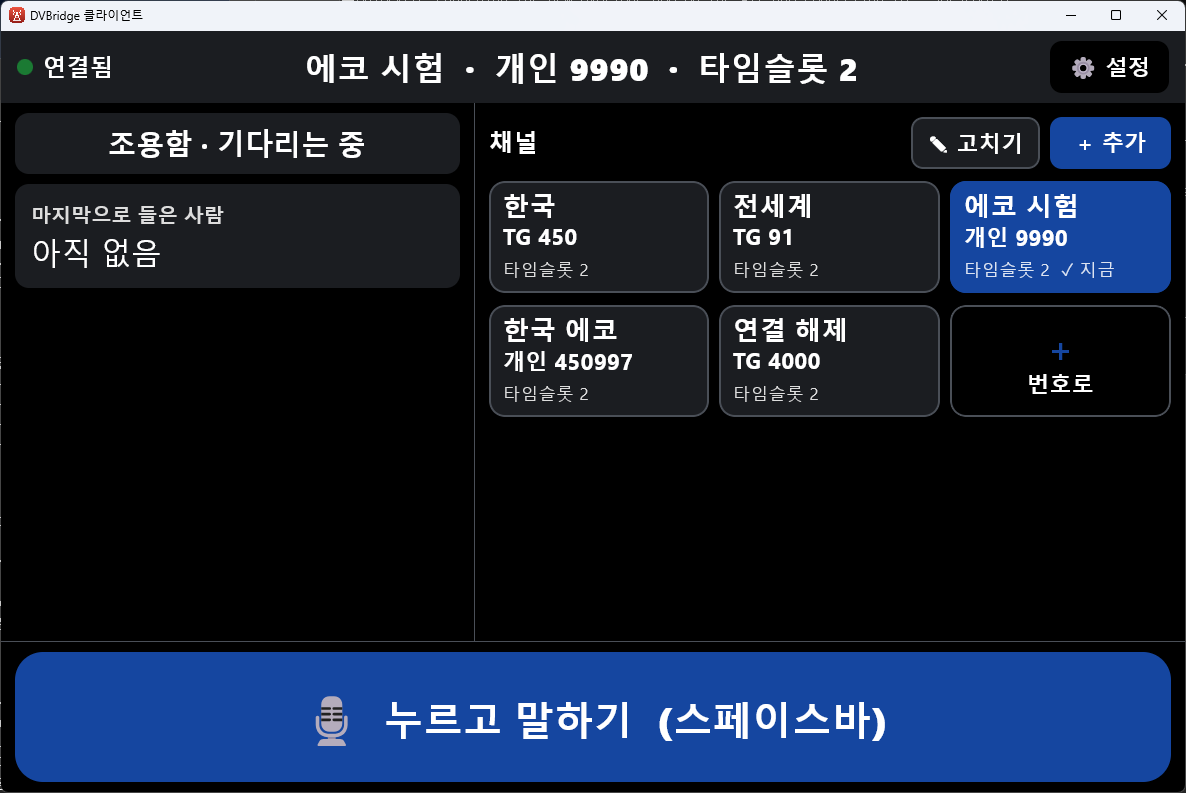 DVBridge 클라이언트
연결됨
에코 시험 · 개인 9990 · 타임슬롯 2
설정
조용함 · 기다리는 중
마지막으로 들은 사람
아직 없음
채널
고치기
+ 추가
한국
TG 450
타임슬롯 2
전세계
TG 91
타임슬롯 2
에코 시험
개인 9990
타임슬롯 2 ✓ 지금
한국 에코
개인 450997
타임슬롯 2
연결 해제
TG 4000
타임슬롯 2
+
번호로
누르고 말하기 (스페이스바)